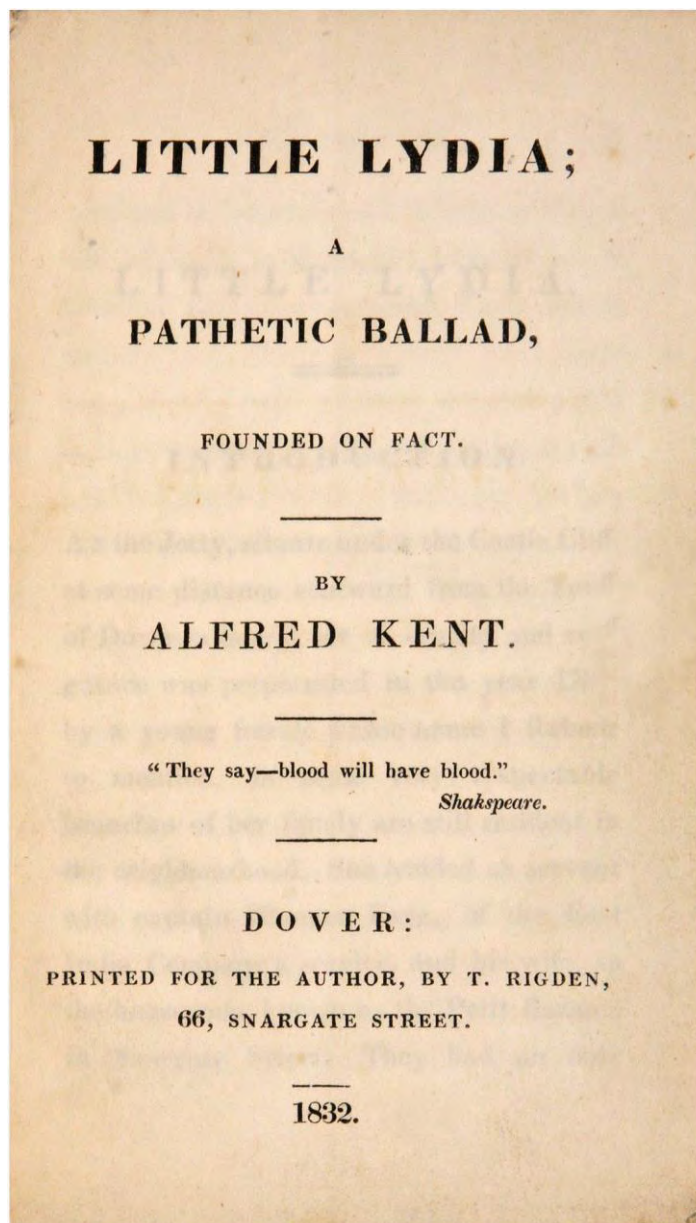 LITTLE LYDIA;
A
PATHETIC BALLAD,
FOUNDED ON FACT.
BY
ALFRED KENT.
"They say—blood will have blood."
Shakspeare.
DOVER:
PRINTED FOR THE AUTHOR, BY T. RIGDEN,
66, SNARGATE STREET.
1832.